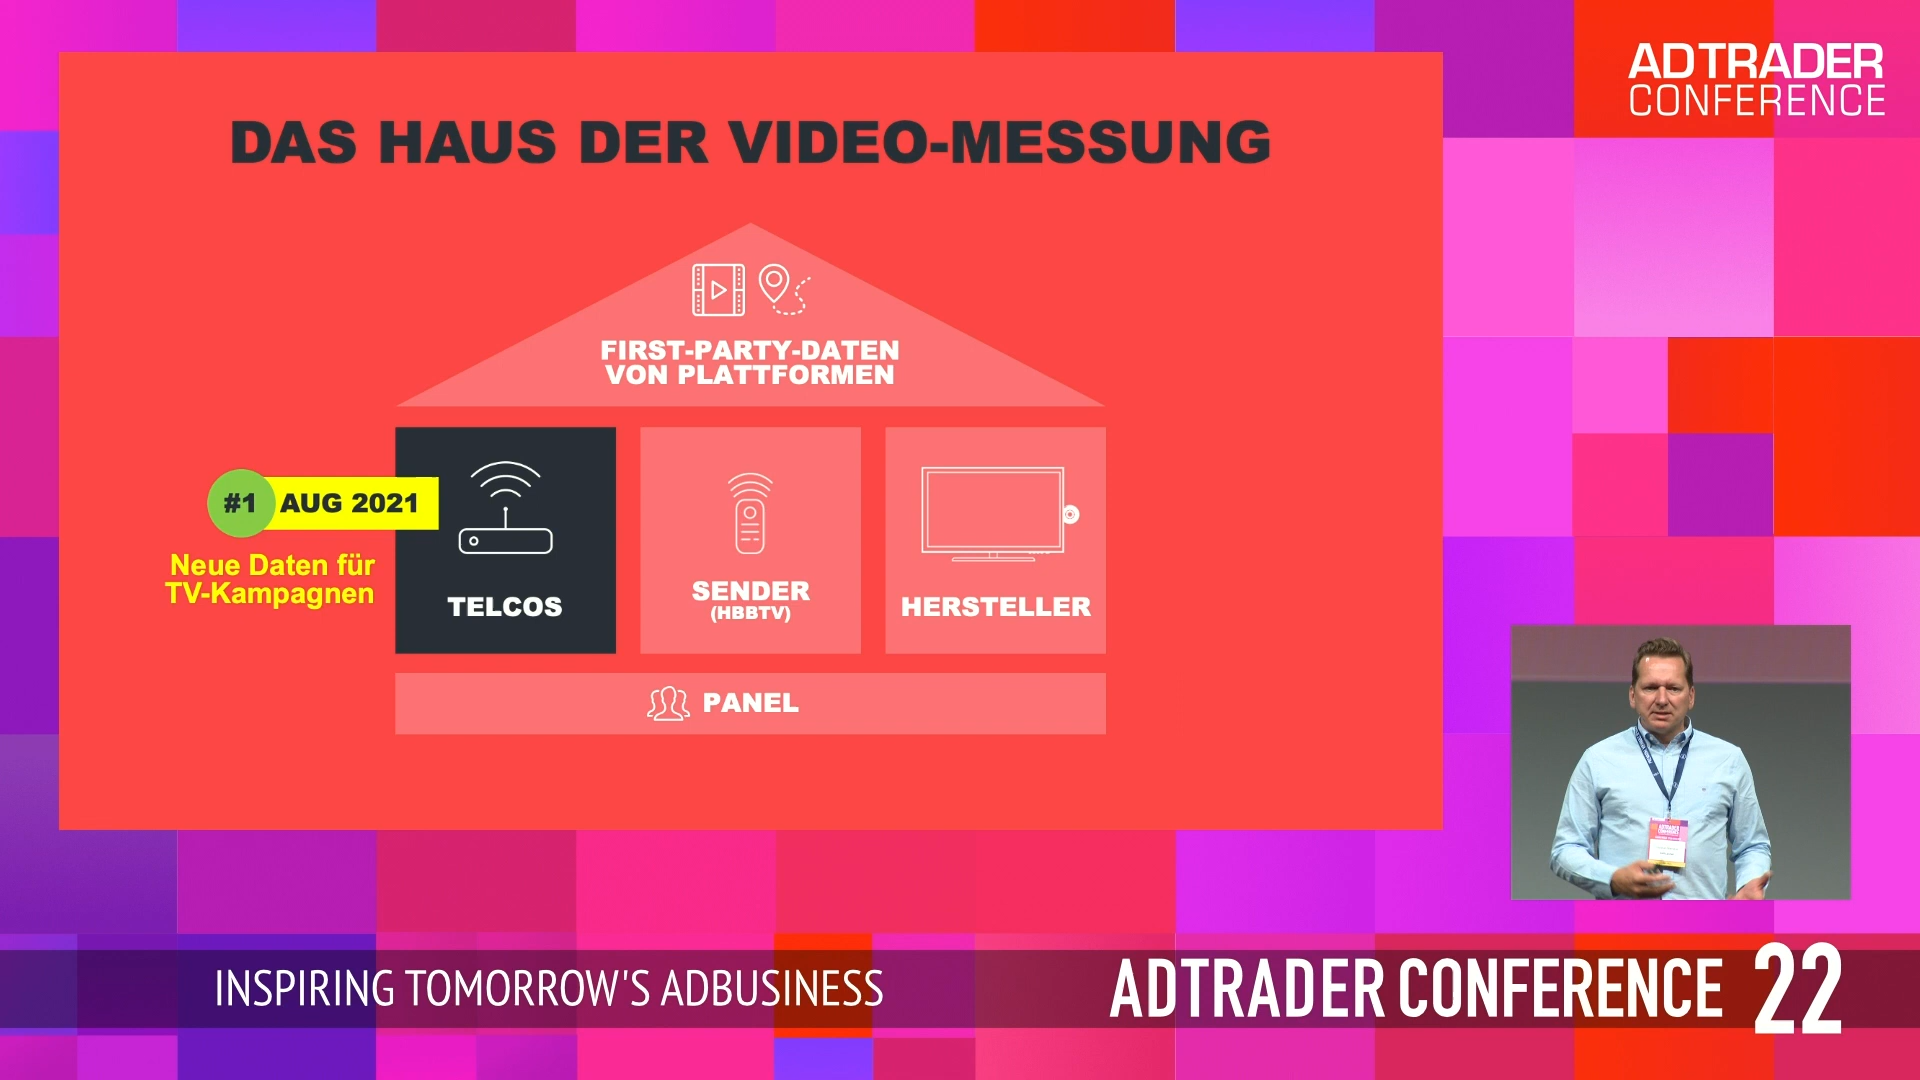 ADTRADER
CONFERENCE
DAS HAUS DER VIDEO-MESSUNG
FIRST-PARTY-DATEN
VON PLATTFORMEN
#1 AUG 2021
Neue Daten für
TV-Kampagnen
TELCOS
SENDER
(HBBTV)
HERSTELLER
PANEL
INSPIRING TOMORROW'S ADBUSINESS
ADTRADER CONFERENCE 22